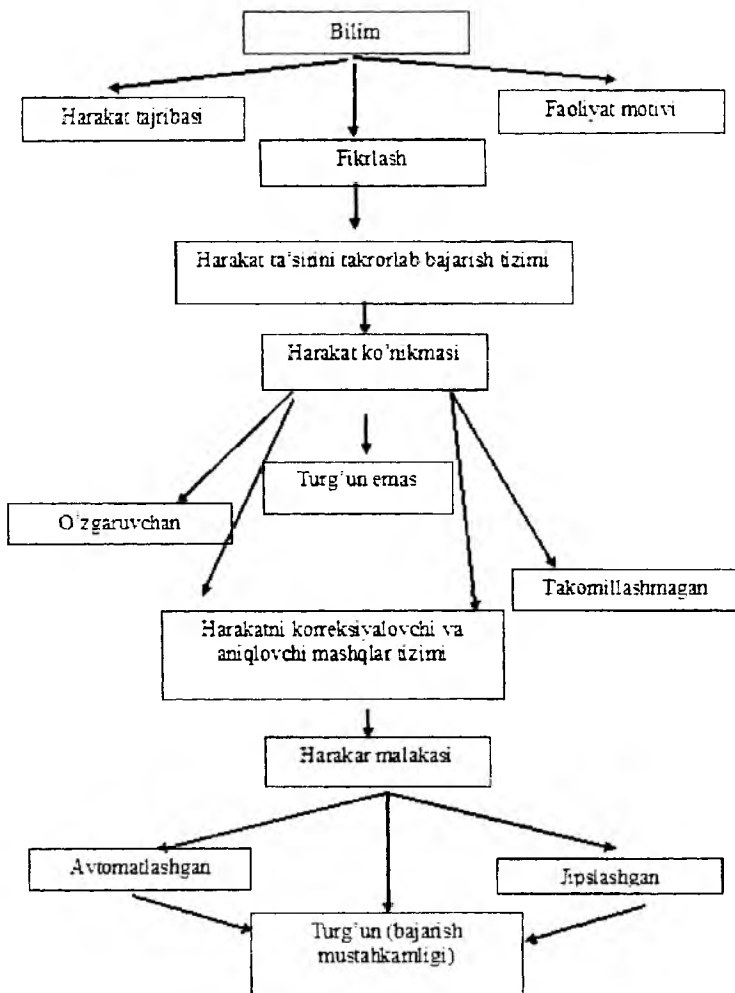 Bilim
Harakat tajribasi
Faoliyat motivi
Fikrlash
Harakat ta'sirini takrorlab bajarish tizimi
Harakat ko'nikmasi
Turg'un emas
O'zgaruvchan
Takomillashmagan
Harakatni korreksiyalovchi va
aniqlovchi mashqlar tizimi
Harakar malakasi
Avtomatlashgan
Jipslashgan
Turg'un (bajarish
mustahkamligi)